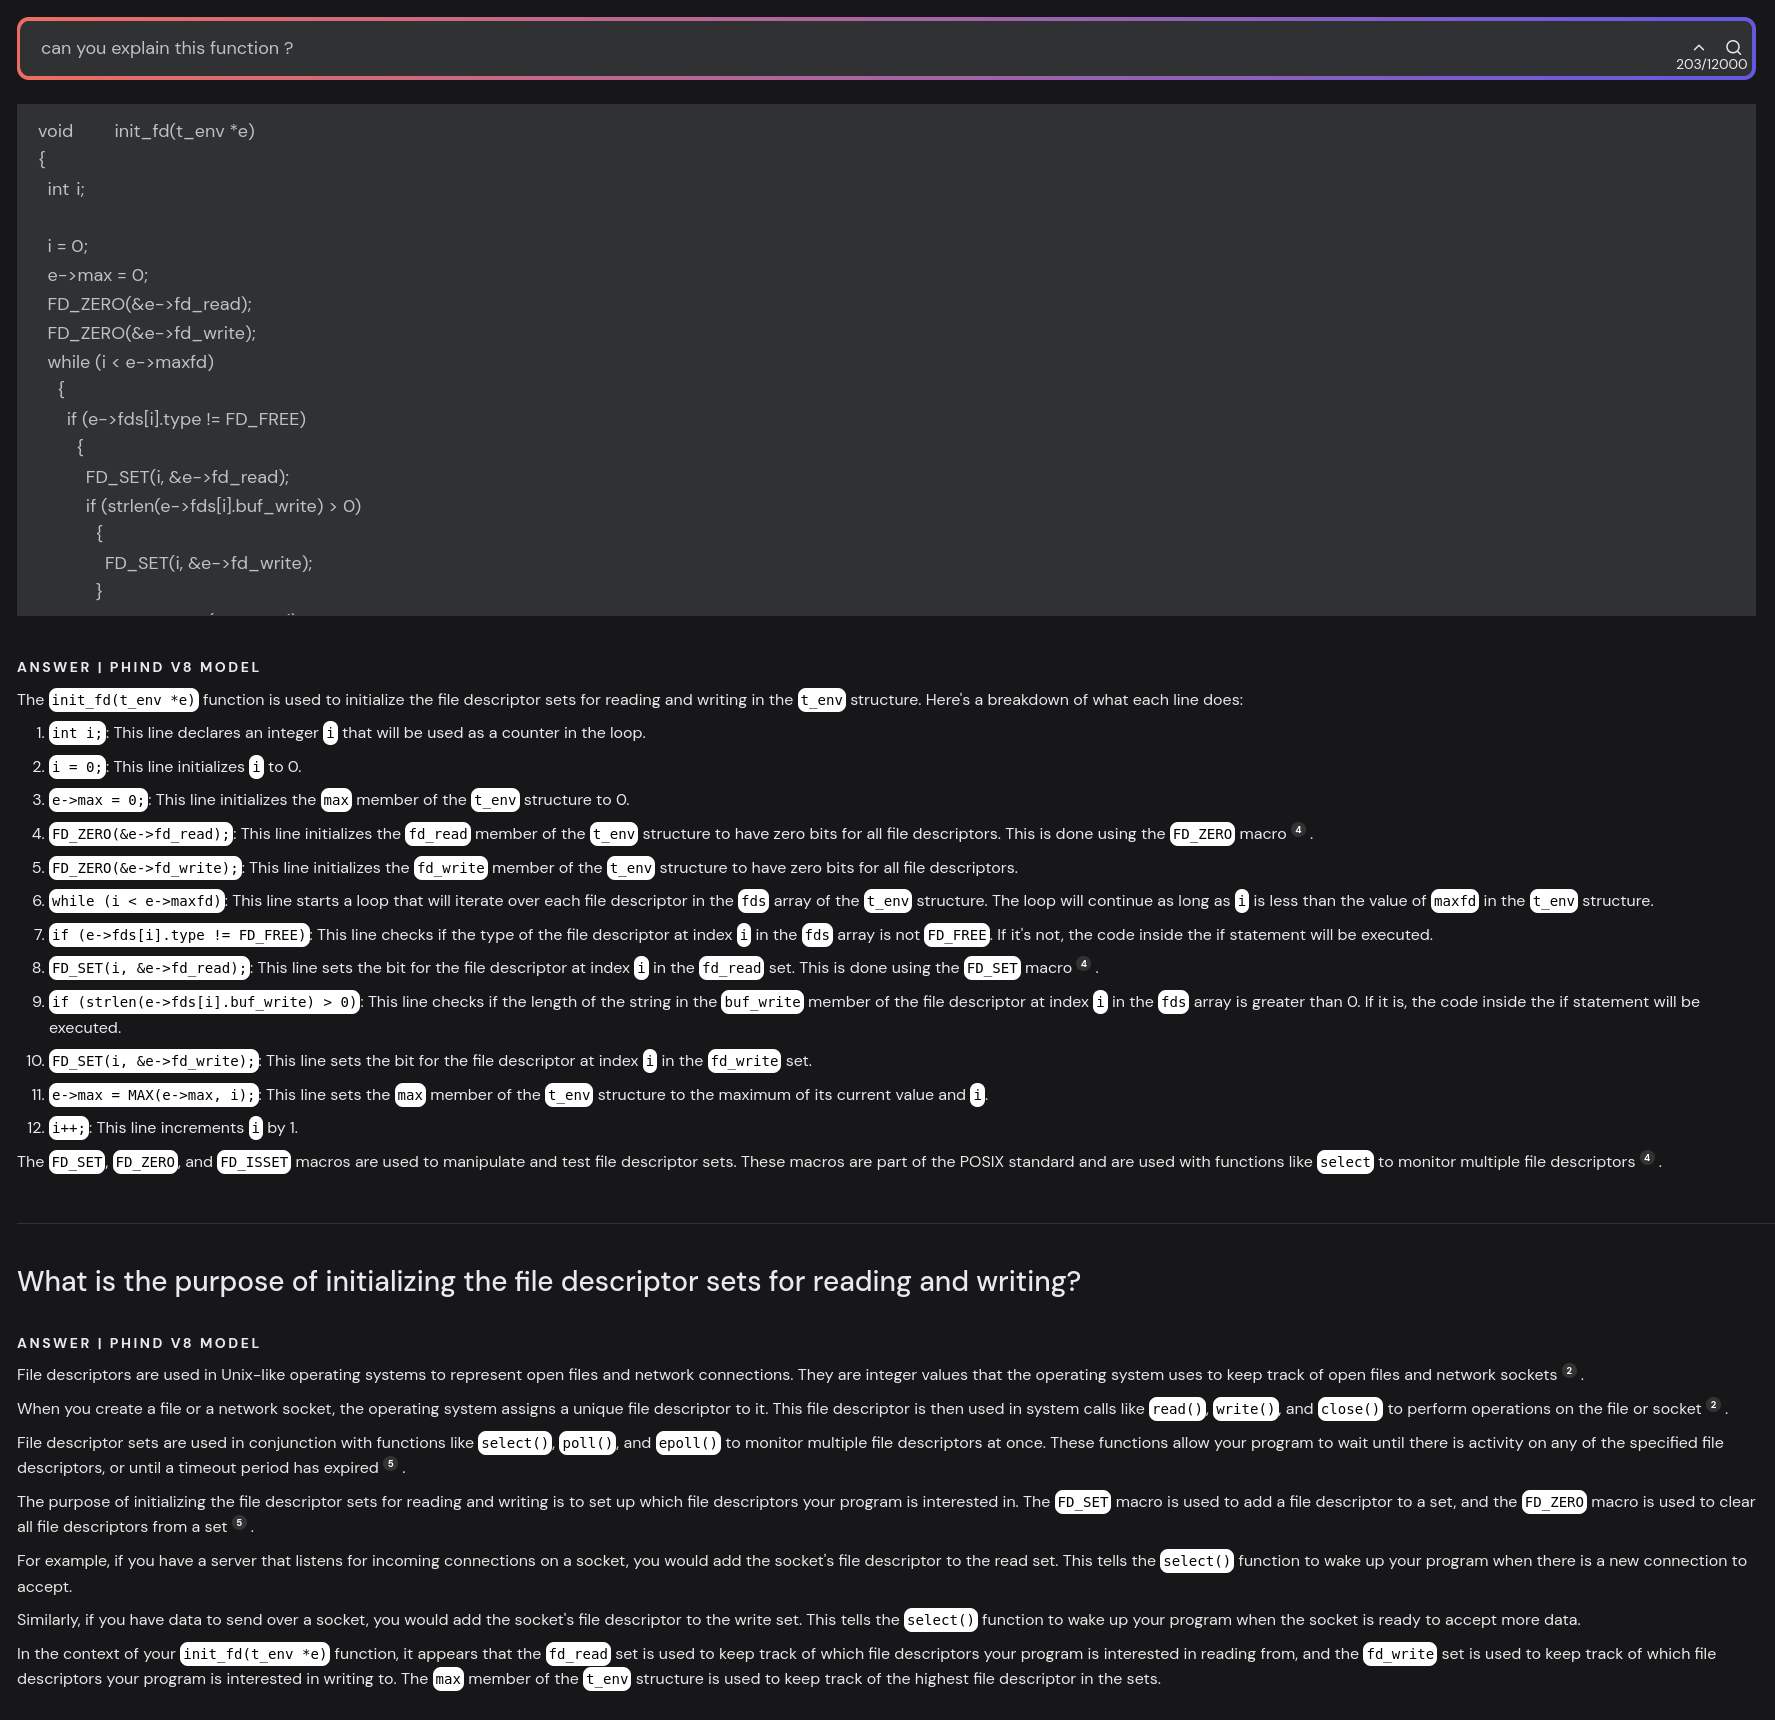 can you explain this function ?
203/12000
void init_fd(t_env *e)
{
int i;
i = 0;
e->max = 0;
FD_ZERO(&e->fd_read);
FD_ZERO(&e->fd_write);
while (i < e->maxfd)
{
if (e->fds[i].type != FD_FREE)
{
FD_SET(i, &e->fd_read);
if (strlen(e->fds[i].buf_write) > 0)
{
FD_SET(i, &e->fd_write);
}
ANSWER | PHIND V8 MODEL
The init_fd(t_env *e) function is used to initialize the file descriptor sets for reading and writing in the t_env structure. Here's a breakdown of what each line does:
1. int i;: This line declares an integer i that will be used as a counter in the loop.
2. i = 0;: This line initializes i to 0.
3. e->max = 0;: This line initializes the max member of the t_env structure to 0.
4. FD_ZERO(&e->fd_read);: This line initializes the fd_read member of the t_env structure to have zero bits for all file descriptors. This is done using the FD_ZERO macro 4 .
5. FD_ZERO(&e->fd_write);: This line initializes the fd_write member of the t_env structure to have zero bits for all file descriptors.
6. while (i < e->maxfd): This line starts a loop that will iterate over each file descriptor in the fds array of the t_env structure. The loop will continue as long as i is less than the value of maxfd in the t_env structure.
7. if (e->fds[i].type != FD_FREE): This line checks if the type of the file descriptor at index i in the fds array is not FD_FREE. If it's not, the code inside the if statement will be executed.
8. FD_SET(i, &e->fd_read);: This line sets the bit for the file descriptor at index i in the fd_read set. This is done using the FD_SET macro 4 .
9. if (strlen(e->fds[i].buf_write) > 0): This line checks if the length of the string in the buf_write member of the file descriptor at index i in the fds array is greater than 0. If it is, the code inside the if statement will be
executed.
10. FD_SET(i, &e->fd_write);: This line sets the bit for the file descriptor at index i in the fd_write set.
11. e->max = MAX(e->max, i);: This line sets the max member of the t_env structure to the maximum of its current value and i.
12. i++;: This line increments i by 1.
The FD_SET, FD_ZERO, and FD_ISSET macros are used to manipulate and test file descriptor sets. These macros are part of the POSIX standard and are used with functions like select to monitor multiple file descriptors 4 .
What is the purpose of initializing the file descriptor sets for reading and writing?
ANSWER | PHIND V8 MODEL
File descriptors are used in Unix-like operating systems to represent open files and network connections. They are integer values that the operating system uses to keep track of open files and network sockets 2 .
When you create a file or a network socket, the operating system assigns a unique file descriptor to it. This file descriptor is then used in system calls like read(), write(), and close() to perform operations on the file or socket 2 .
File descriptor sets are used in conjunction with functions like select(), poll(), and epoll() to monitor multiple file descriptors at once. These functions allow your program to wait until there is activity on any of the specified file
descriptors, or until a timeout period has expired 5 .
The purpose of initializing the file descriptor sets for reading and writing is to set up which file descriptors your program is interested in. The FD_SET macro is used to add a file descriptor to a set, and the FD_ZERO macro is used to clear
all file descriptors from a set 5 .
For example, if you have a server that listens for incoming connections on a socket, you would add the socket's file descriptor to the read set. This tells the select() function to wake up your program when there is a new connection to
accept.
Similarly, if you have data to send over a socket, you would add the socket's file descriptor to the write set. This tells the select() function to wake up your program when the socket is ready to accept more data.
In the context of your init_fd(t_env *e) function, it appears that the fd_read set is used to keep track of which file descriptors your program is interested in reading from, and the fd_write set is used to keep track of which file
descriptors your program is interested in writing to. The max member of the t_env structure is used to keep track of the highest file descriptor in the sets.